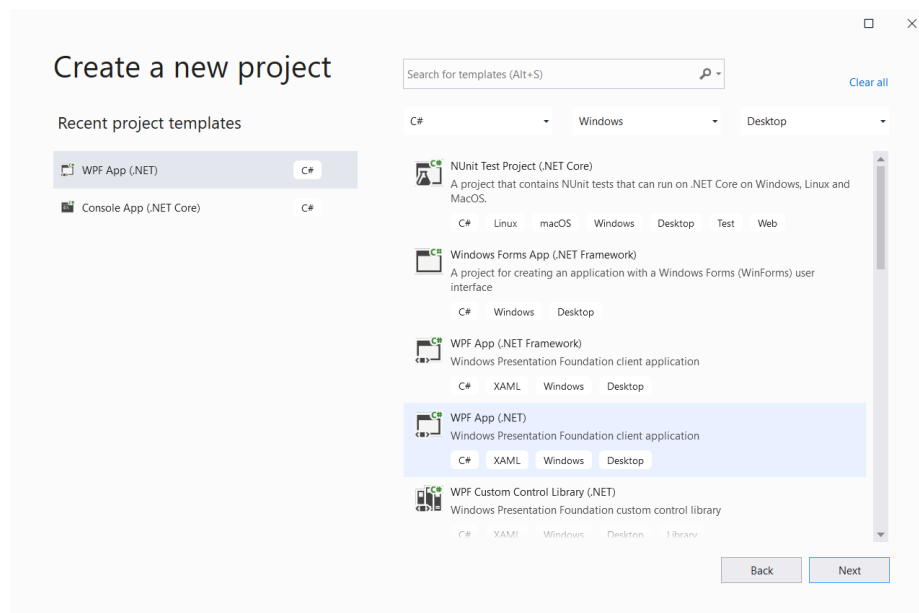 Create a new project
Search for templates (Alt+S)
Clear all
Recent project templates
C#
Windows
Desktop
WPF App (.NET)
C#
Console App (.NET Core)
C#
C#
NUnit Test Project (.NET Core)
A project that contains NUnit tests that can run on .NET Core on Windows, Linux and
MacOS.
C# Linux macOS Windows Desktop Test Web
C#
Windows Forms App (.NET Framework)
A project for creating an application with a Windows Forms (WinForms) user
interface
C# Windows Desktop
C#
WPF App (.NET Framework)
Windows Presentation Foundation client application
C# XAML Windows Desktop
C#
WPF App (.NET)
Windows Presentation Foundation client application
C# XAML Windows Desktop
C#
WPF Custom Control Library (.NET)
Windows Presentation Foundation custom control library
C# XAML Windows Desktop Library
Back
Next